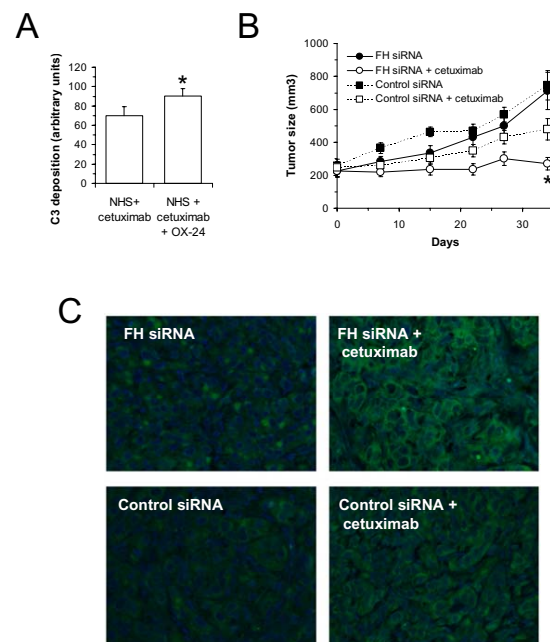 A
C3 deposition (arbitrary units)
120
100
80
60
40
20
0
*
NHS+
cetuximab
NHS +
cetuximab
+ OX-24
B
Tumor size (mm3)
1000
800
600
400
200
0
FH siRNA
FH siRNA + cetuximab
Control siRNA
Control siRNA + cetuximab
*
0
10
20
30
Days
C
FH siRNA
FH siRNA +
cetuximab
Control siRNA
Control siRNA +
cetuximab